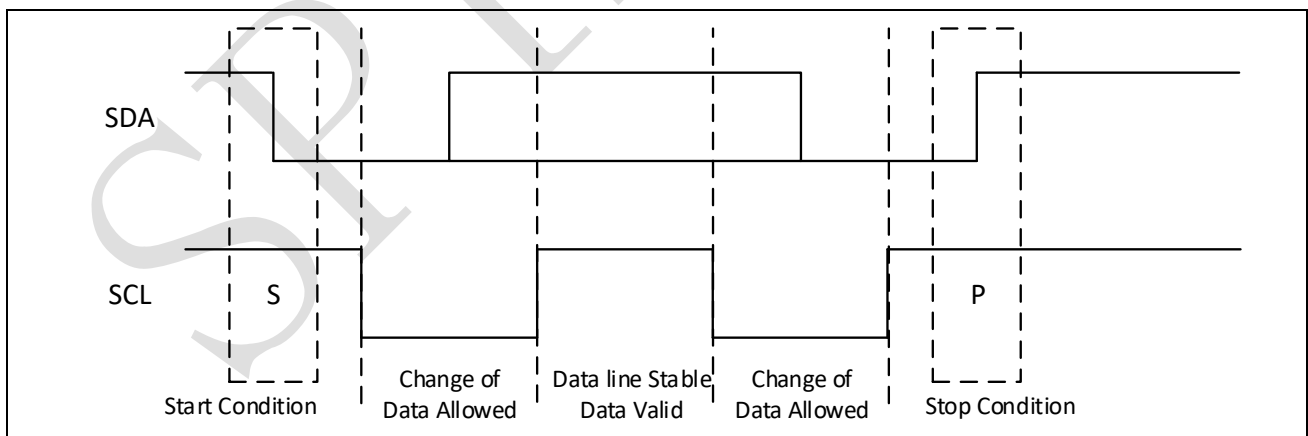 SDA
SCL
S
P
Start Condition
Change of
Data Allowed
Data line Stable
Data Valid
Change of
Data Allowed
Stop Condition